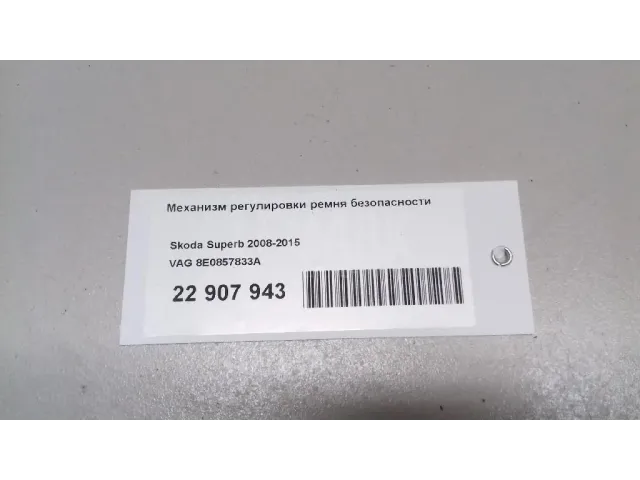 Механизм регулировки ремня безопасности
Skoda Superb 2008-2015
VAG 8E0857833A
22 907 943